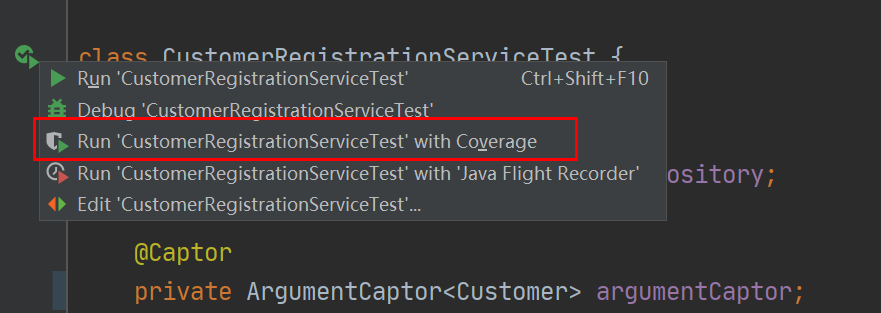 class CustomerRegistrationServiceTest {
Run 'CustomerRegistrationServiceTest' Ctrl+Shift+F10
Debug 'CustomerRegistrationServiceTest'
Run 'CustomerRegistrationServiceTest' with Coverage
Run 'CustomerRegistrationServiceTest' with 'Java Flight Recorder'
ository;
Edit 'CustomerRegistrationServiceTest'...
@Captor
private ArgumentCaptor<Customer> argumentCaptor;